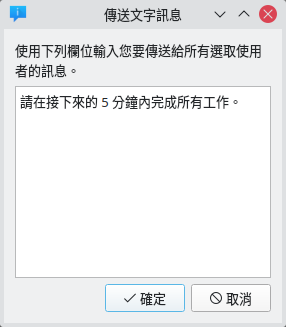 傳送文字訊息
使用下列欄位輸入您要傳送給所有選取使用
者的訊息。
請在接下來的 5 分鐘內完成所有工作。
確定
取消